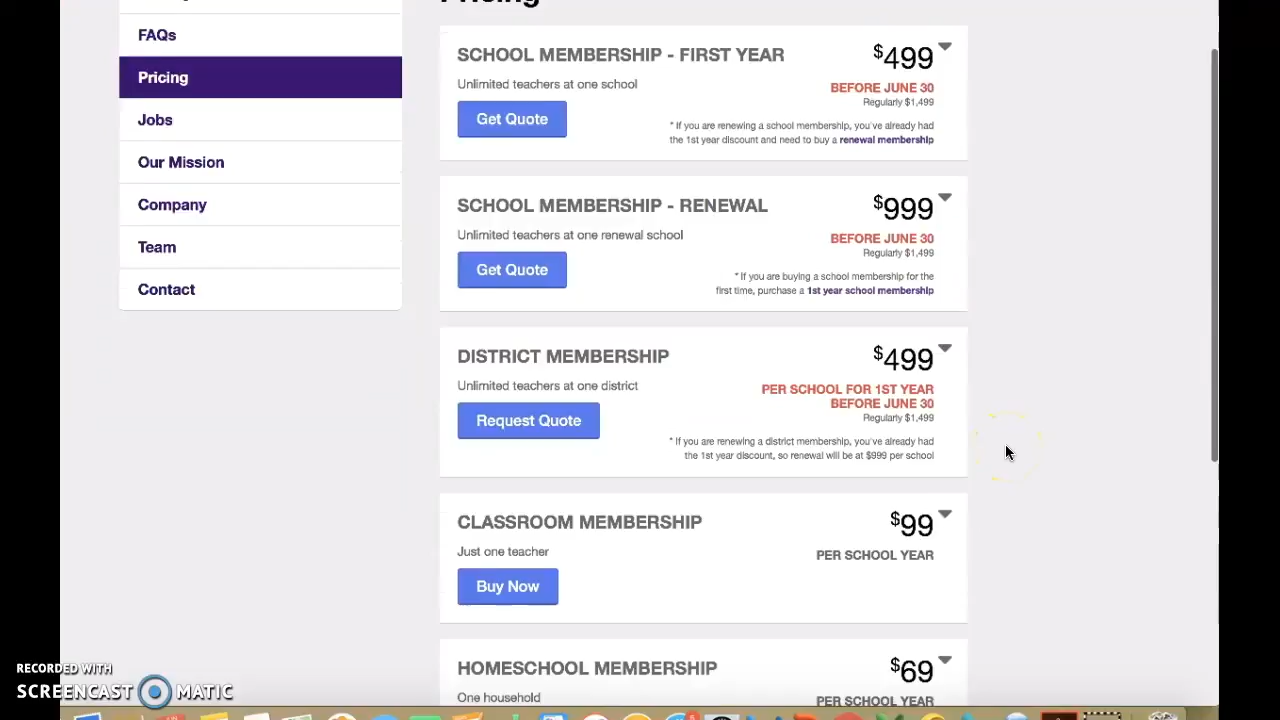 Pricing
FAQs
Pricing
Jobs
Our Mission
Company
Team
Contact
SCHOOL MEMBERSHIP - FIRST YEAR
$499
Unlimited teachers at one school
BEFORE JUNE 30
Regularly $1,499
Get Quote
* If you are renewing a school membership, you've already had
the 1st year discount and need to buy a renewal membership
SCHOOL MEMBERSHIP - RENEWAL
$999
Unlimited teachers at one renewal school
BEFORE JUNE 30
Regularly $1,499
Get Quote
* If you are buying a school membership for the
first time, purchase a 1st year school membership
DISTRICT MEMBERSHIP
$499
Unlimited teachers at one district
PER SCHOOL FOR 1ST YEAR
BEFORE JUNE 30
Regularly $1,499
Request Quote
* If you are renewing a district membership, you've already had
the 1st year discount, so renewal will be at $999 per school
CLASSROOM MEMBERSHIP
$99
Just one teacher
PER SCHOOL YEAR
Buy Now
HOMESCHOOL MEMBERSHIP
$69
One household
PER SCHOOL YEAR
RECORDED WITH
SCREENCAST MATIC